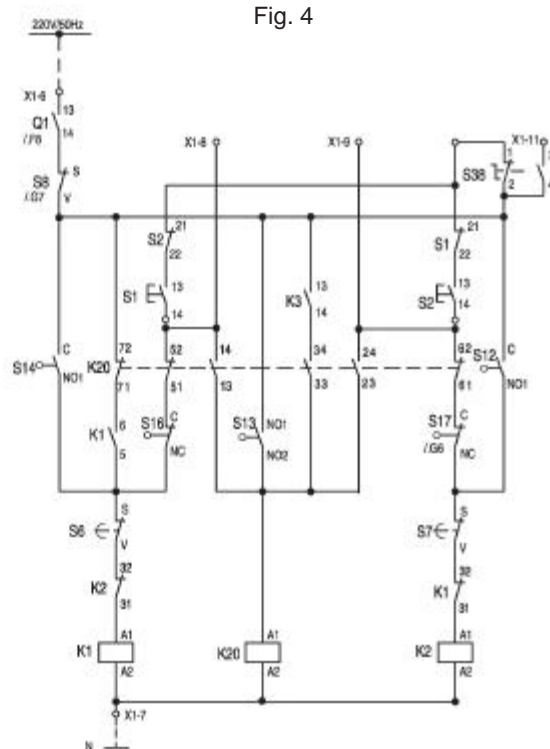 Fig. 4
220V/50Hz
X1-6
13
Q1
14
/.F8
X1-8
X1-9
X1-11
1
S38
2
S8
S
/.G7
V
S2
21
22
S1
21
22
S1
13
14
K3
13
14
S2
13
14
S14
C
NO1
72
K20
71
52
51
14
13
34
33
24
23
62
61
S12
C
NO1
K1
6
5
S16
C
NC
S13
NO1
NO2
S17
C
/.G6
NC
S6
S
V
S7
S
V
K2
32
31
K1
32
31
K1
A1
A2
K20
A1
A2
K2
A1
A2
X1-7
N